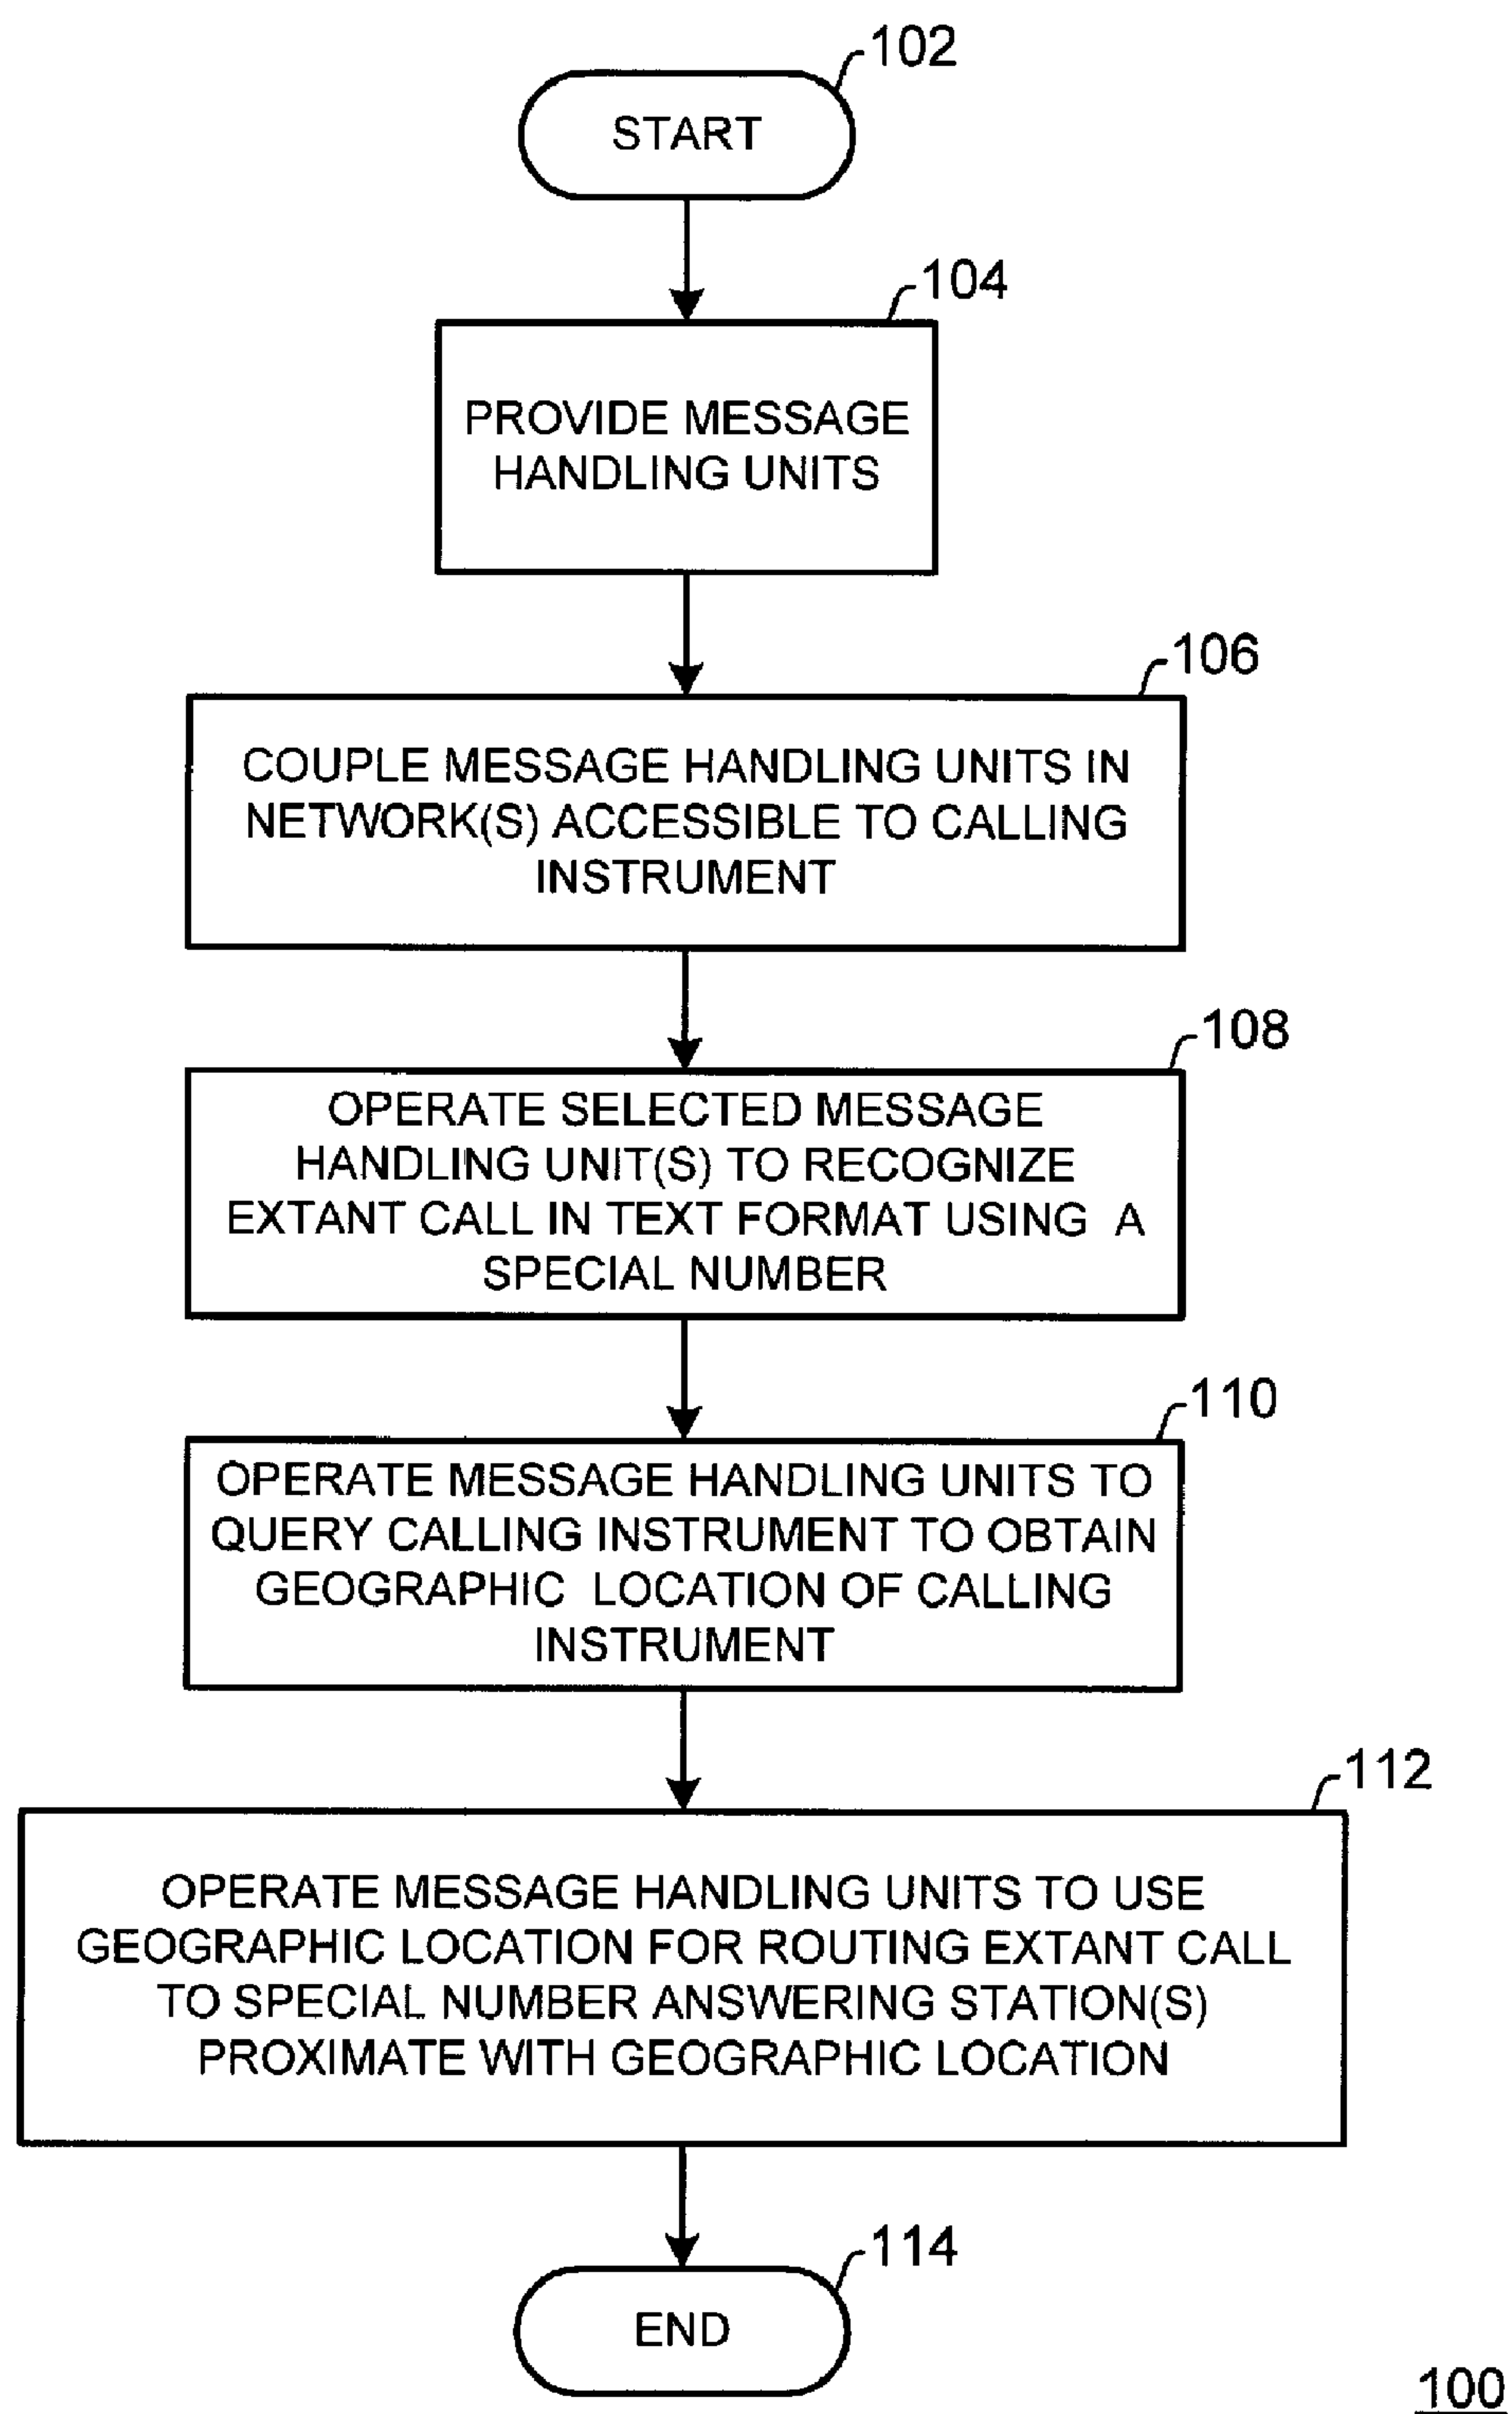 102
START
104
PROVIDE MESSAGE
HANDLING UNITS
106
COUPLE MESSAGE HANDLING UNITS IN
NETWORK(S) ACCESSIBLE TO CALLING
INSTRUMENT
108
OPERATE SELECTED MESSAGE
HANDLING UNIT(S) TO RECOGNIZE
EXTANT CALL IN TEXT FORMAT USING A
SPECIAL NUMBER
110
OPERATE MESSAGE HANDLING UNITS TO
QUERY CALLING INSTRUMENT TO OBTAIN
GEOGRAPHIC LOCATION OF CALLING
INSTRUMENT
112
OPERATE MESSAGE HANDLING UNITS TO USE
GEOGRAPHIC LOCATION FOR ROUTING EXTANT CALL
TO SPECIAL NUMBER ANSWERING STATION(S)
PROXIMATE WITH GEOGRAPHIC LOCATION
114
END
100